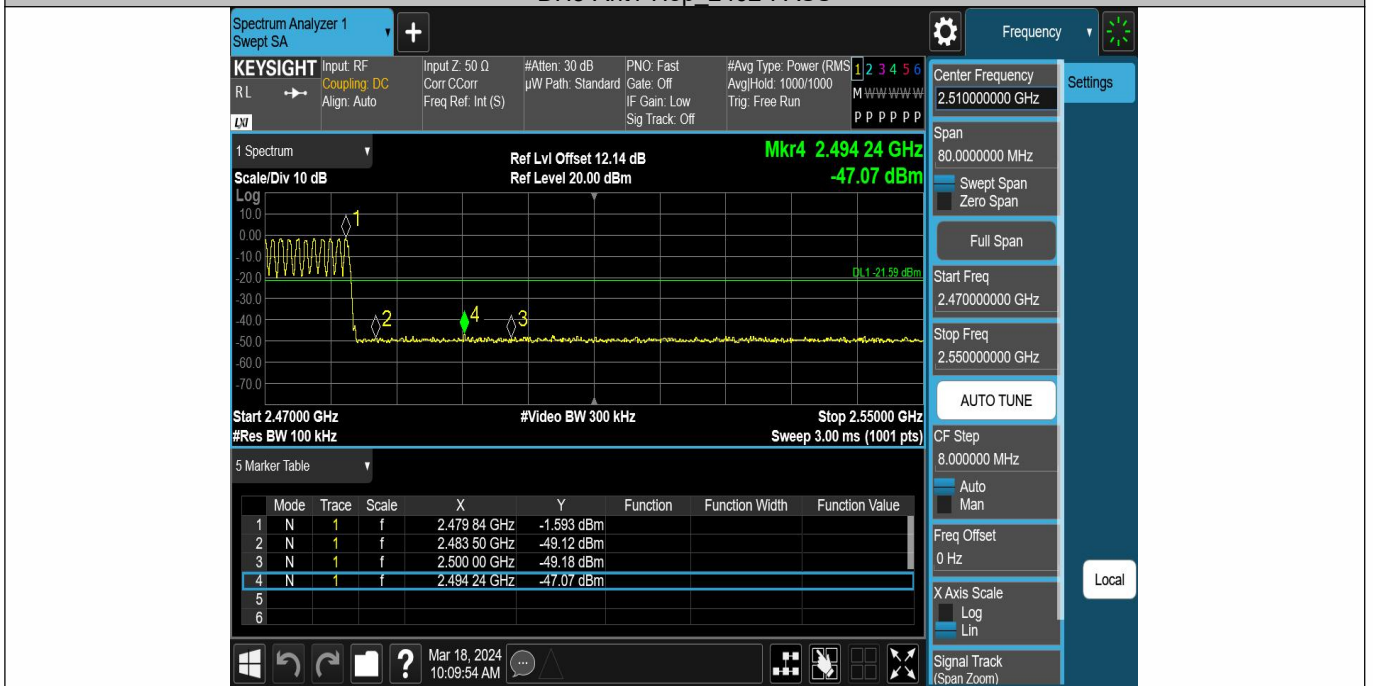 Spectrum Analyzer 1
Swept SA
+
Frequency
KEYSIGHT
RL
LXI
Input: RF
Coupling: DC
Align: Auto
Input Z: 50 Ω
Corr CCorr
Freq Ref: Int (S)
#Atten: 30 dB
µW Path: Standard
PNO: Fast
Gate: Off
IF Gain: Low
Sig Track: Off
#Avg Type: Power (RMS
Avg|Hold: 1000/1000
Trig: Free Run
1 2 3 4 5 6
M W W W W W
P P P P P P
1 Spectrum
Scale/Div 10 dB
Ref Lvl Offset 12.14 dB
Ref Level 20.00 dBm
Mkr4 2.494 24 GHz
-47.07 dBm
Log
10.0
0.00
-10.0
-20.0
-30.0
-40.0
-50.0
-60.0
-70.0
1
2
4
3
DL1 -21.59 dBm
Start 2.47000 GHz
#Video BW 300 kHz
Stop 2.55000 GHz
#Res BW 100 kHz
Sweep 3.00 ms (1001 pts)
5 Marker Table
Mode Trace Scale X Y Function Function Width Function Value
1 N 1 f 2.479 84 GHz -1.593 dBm
2 N 1 f 2.483 50 GHz -49.12 dBm
3 N 1 f 2.500 00 GHz -49.18 dBm
4 N 1 f 2.494 24 GHz -47.07 dBm
5
6
?
Mar 18, 2024
10:09:54 AM
Center Frequency
2.510000000 GHz
Settings
Span
80.0000000 MHz
Swept Span
Zero Span
Full Span
Start Freq
2.470000000 GHz
Stop Freq
2.550000000 GHz
AUTO TUNE
CF Step
8.000000 MHz
Auto
Man
Freq Offset
0 Hz
X Axis Scale
Log
Lin
Local
Signal Track
(Span Zoom)